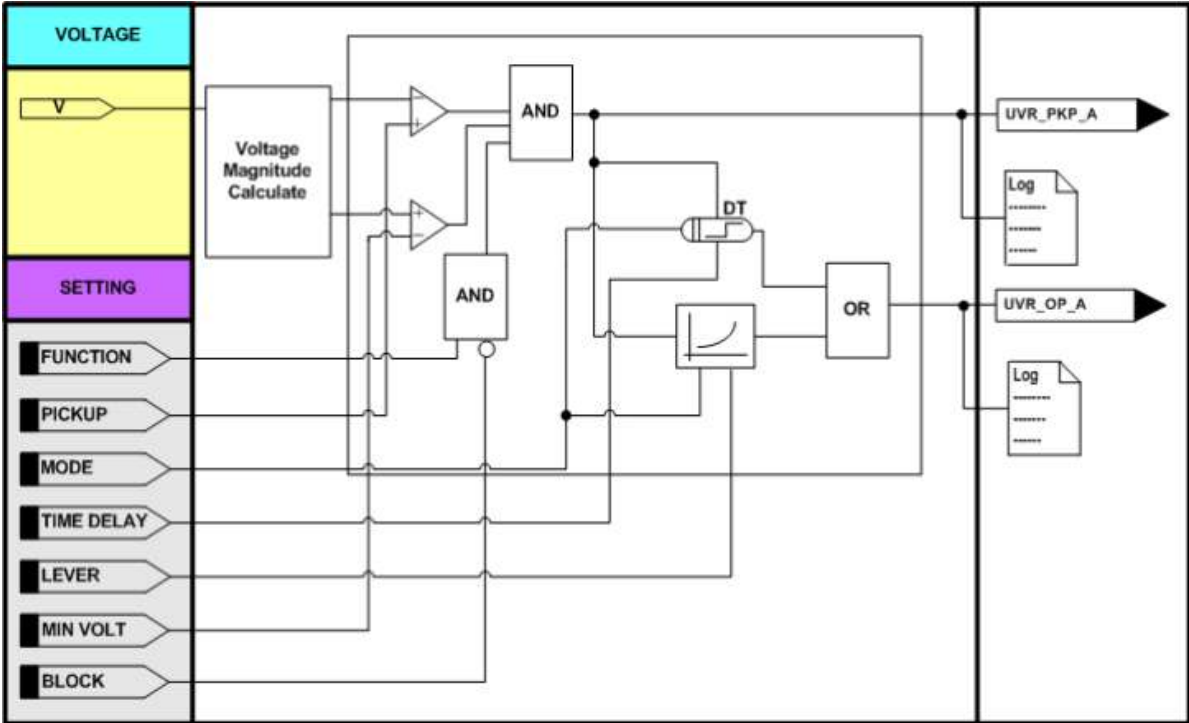 VOLTAGE
V
Voltage
Magnitude
Calculate
AND
UVR_PKP_A
Log
DT
SETTING
AND
OR
UVR_OP_A
FUNCTION
Log
PICKUP
MODE
TIME DELAY
LEVER
MIN VOLT
BLOCK